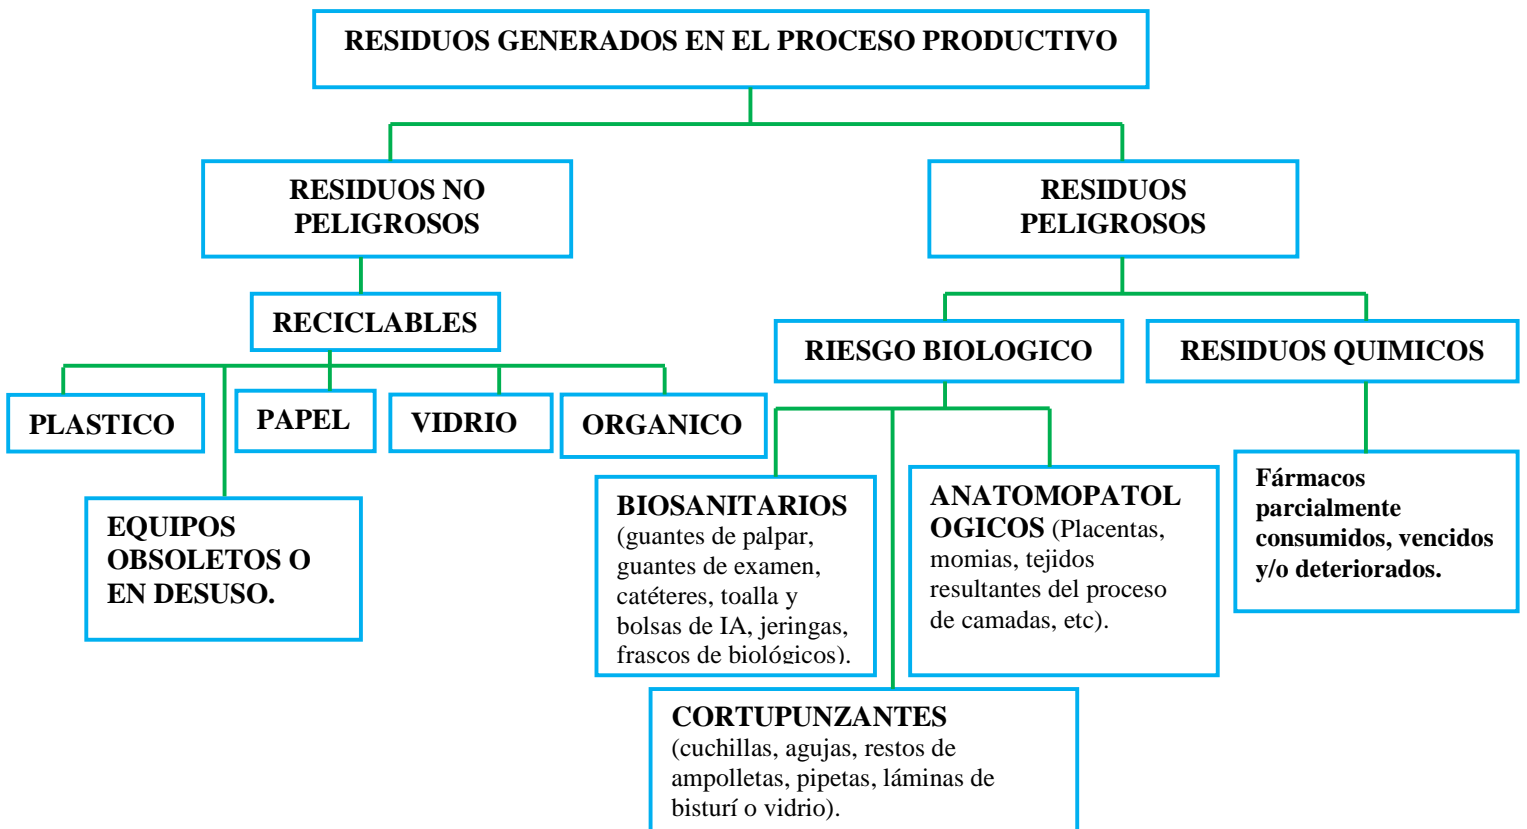 RESIDUOS GENERADOS EN EL PROCESO PRODUCTIVO
RESIDUOS NO
PELIGROSOS
RESIDUOS
PELIGROSOS
RECICLABLES
RIESGO BIOLOGICO
RESIDUOS QUIMICOS
PLASTICO
PAPEL
VIDRIO
ORGANICO
EQUIPOS
OBSOLETOS O
EN DESUSO.
BIOSANITARIOS
(guantes de palpar,
guantes de examen,
catéteres, toalla y
bolsas de IA, jeringas,
frascos de biológicos).
ANATOMOPATOL
OGICOS (Placentas,
momias, tejidos
resultantes del proceso
de camadas, etc).
Fármacos
parcialmente
consumidos, vencidos
y/o deteriorados.
CORTUPUNZANTES
(cuchillas, agujas, restos de
ampolletas, pipetas, láminas de
bisturí o vidrio).